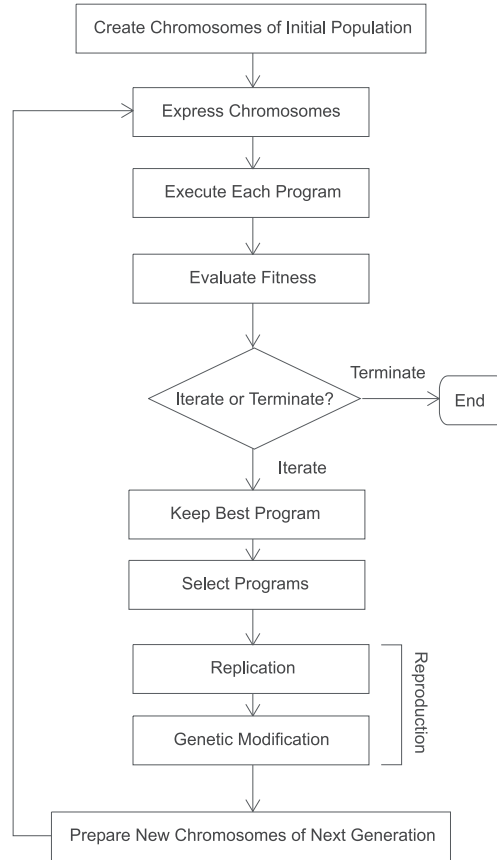 Create Chromosomes of Initial Population
Express Chromosomes
Execute Each Program
Evaluate Fitness
Iterate or Terminate?
Terminate
End
Iterate
Keep Best Program
Select Programs
Replication
Genetic Modification
Reproduction
Prepare New Chromosomes of Next Generation